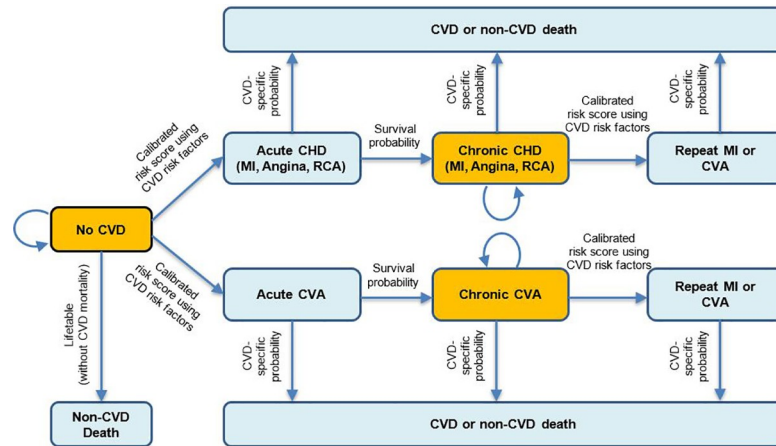 CVD or non-CVD death
CVD-
specific
probability
CVD-
specific
probability
CVD-
specific
probability
Calibrated
risk score using
CVD risk factors
Calibrated
risk score using
CVD risk factors
Acute CHD
(MI, Angina, RCA)
Survival
probability
Chronic CHD
(MI, Angina, RCA)
Repeat MI or
CVA
No CVD
Calibrated
risk score using
CVD risk factors
Acute CVA
Survival
probability
Chronic CVA
Calibrated
risk score using
CVD risk factors
Repeat MI or
CVA
Lifetable
(without CVD mortality)
CVD-
specific
probability
CVD-
specific
probability
CVD-
specific
probability
Non-CVD
Death
CVD or non-CVD death